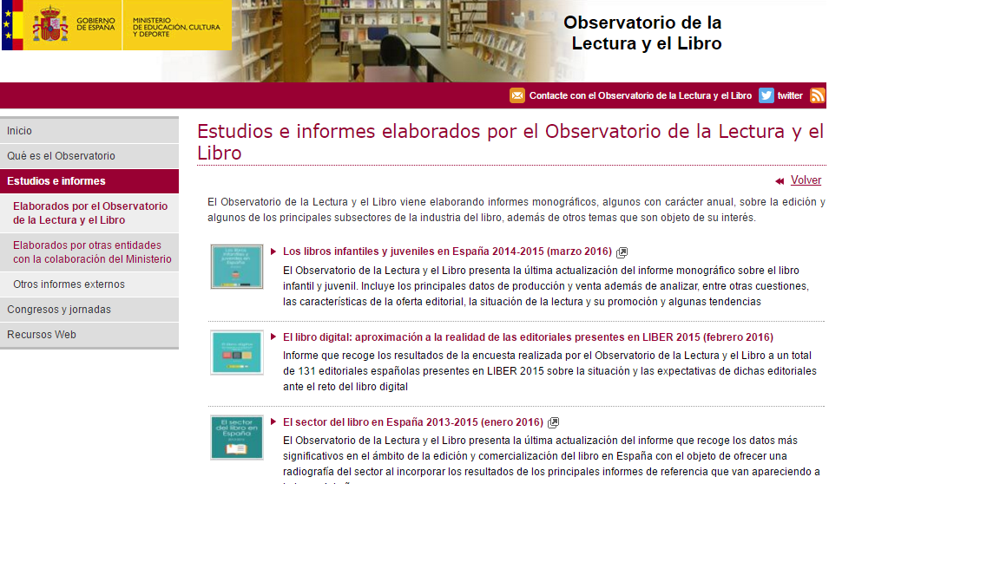 GOBIERNO
DE ESPAÑA
MINISTERIO
DE EDUCACIÓN, CULTURA
Y DEPORTE
Observatorio de la
Lectura y el Libro
Contacte con el Observatorio de la Lectura y el Libro twitter
Inicio
Qué es el Observatorio
Estudios e informes
Elaborados por el Observatorio
de la Lectura y el Libro
Elaborados por otras entidades
con la colaboración del Ministerio
Otros informes externos
Congresos y jornadas
Recursos Web
Estudios e informes elaborados por el Observatorio de la Lectura y el
Libro
Volver
El Observatorio de la Lectura y el Libro viene elaborando informes monográficos, algunos con carácter anual, sobre la edición y
algunos de los principales subsectores de la industria del libro, además de otros temas que son objeto de su interés.
Los libros
infantiles y
juveniles en
España
Los libros infantiles y juveniles en España 2014-2015 (marzo 2016)
El Observatorio de la Lectura y el Libro presenta la última actualización del informe monográfico sobre el libro
infantil y juvenil. Incluye los principales datos de producción y venta además de analizar, entre otras cuestiones,
las características de la oferta editorial, la situación de la lectura y su promoción y algunas tendencias
El libro digital: aproximación a la realidad de las editoriales presentes en LIBER 2015 (febrero 2016)
Informe que recoge los resultados de la encuesta realizada por el Observatorio de la Lectura y el Libro a un total
de 131 editoriales españolas presentes en LIBER 2015 sobre la situación y las expectativas de dichas editoriales
ante el reto del libro digital
El sector
del libro en
España
El sector del libro en España 2013-2015 (enero 2016)
El Observatorio de la Lectura y el Libro presenta la última actualización del informe que recoge los datos más
significativos en el ámbito de la edición y comercialización del libro en España con el objeto de ofrecer una
radiografía del sector al incorporar los resultados de los principales informes de referencia que van apareciendo a